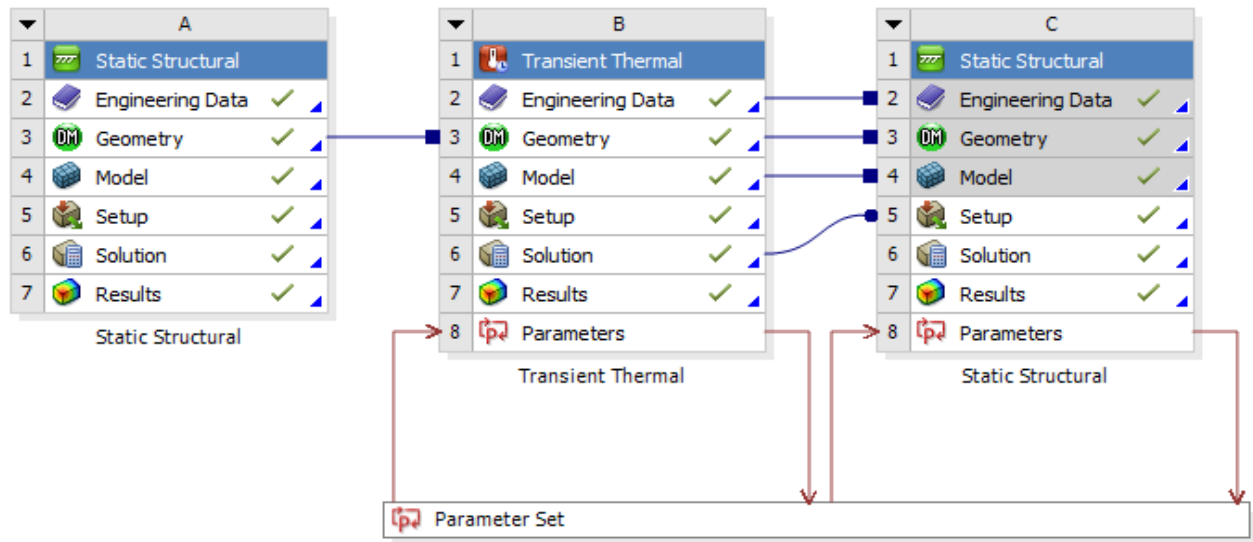 A
1 Static Structural
2 Engineering Data
3 DM Geometry
4 Model
5 Setup
6 Solution
7 Results
Static Structural
B
1 Transient Thermal
2 Engineering Data
3 DM Geometry
4 Model
5 Setup
6 Solution
7 Results
8 p Parameters
Transient Thermal
C
1 Static Structural
2 Engineering Data
3 DM Geometry
4 Model
5 Setup
6 Solution
7 Results
8 p Parameters
Static Structural
p Parameter Set